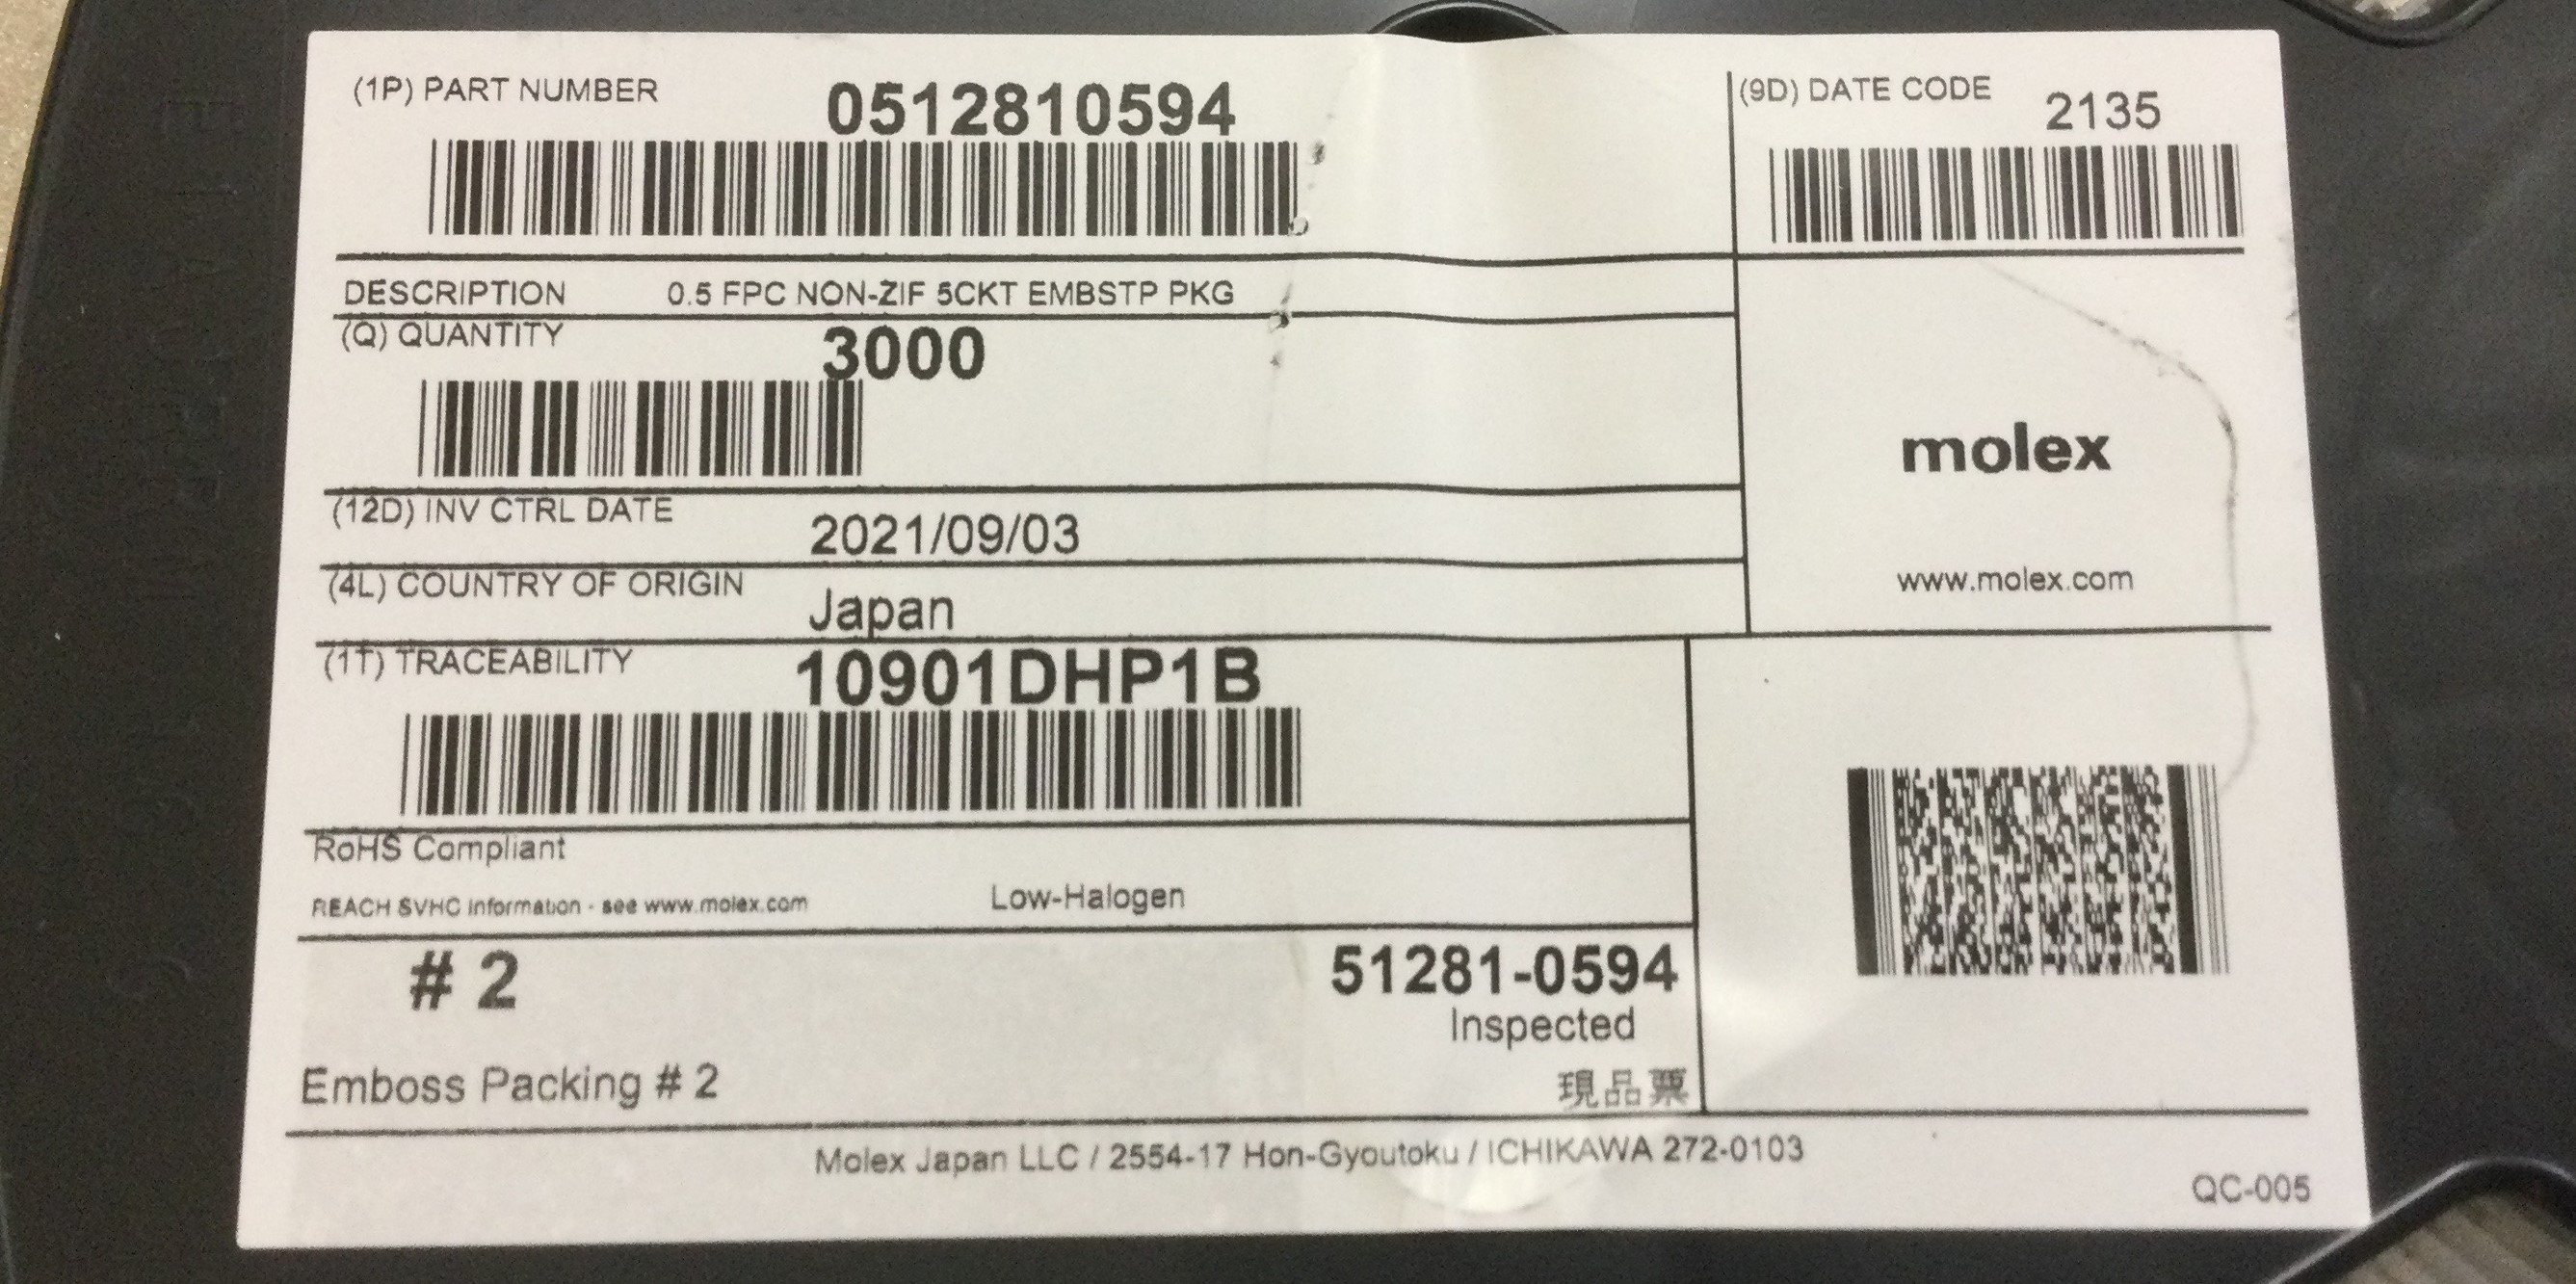 (1P) PART NUMBER 0512810594
(9D) DATE CODE 2135
DESCRIPTION 0.5 FPC NON-ZIF 5CKT EMBSTP PKG
(Q) QUANTITY 3000
(12D) INV CTRL DATE 2021/09/03
(4L) COUNTRY OF ORIGIN Japan
molex
www.molex.com
(1T) TRACEABILITY 10901DHP1B
RoHS Compliant
REACH SVHC information - see www.molex.com Low-Halogen
# 2 51281-0594
Inspected
Emboss Packing # 2 現品票
Molex Japan LLC / 2554-17 Hon-Gyoutoku / ICHIKAWA 272-0103
QC-005